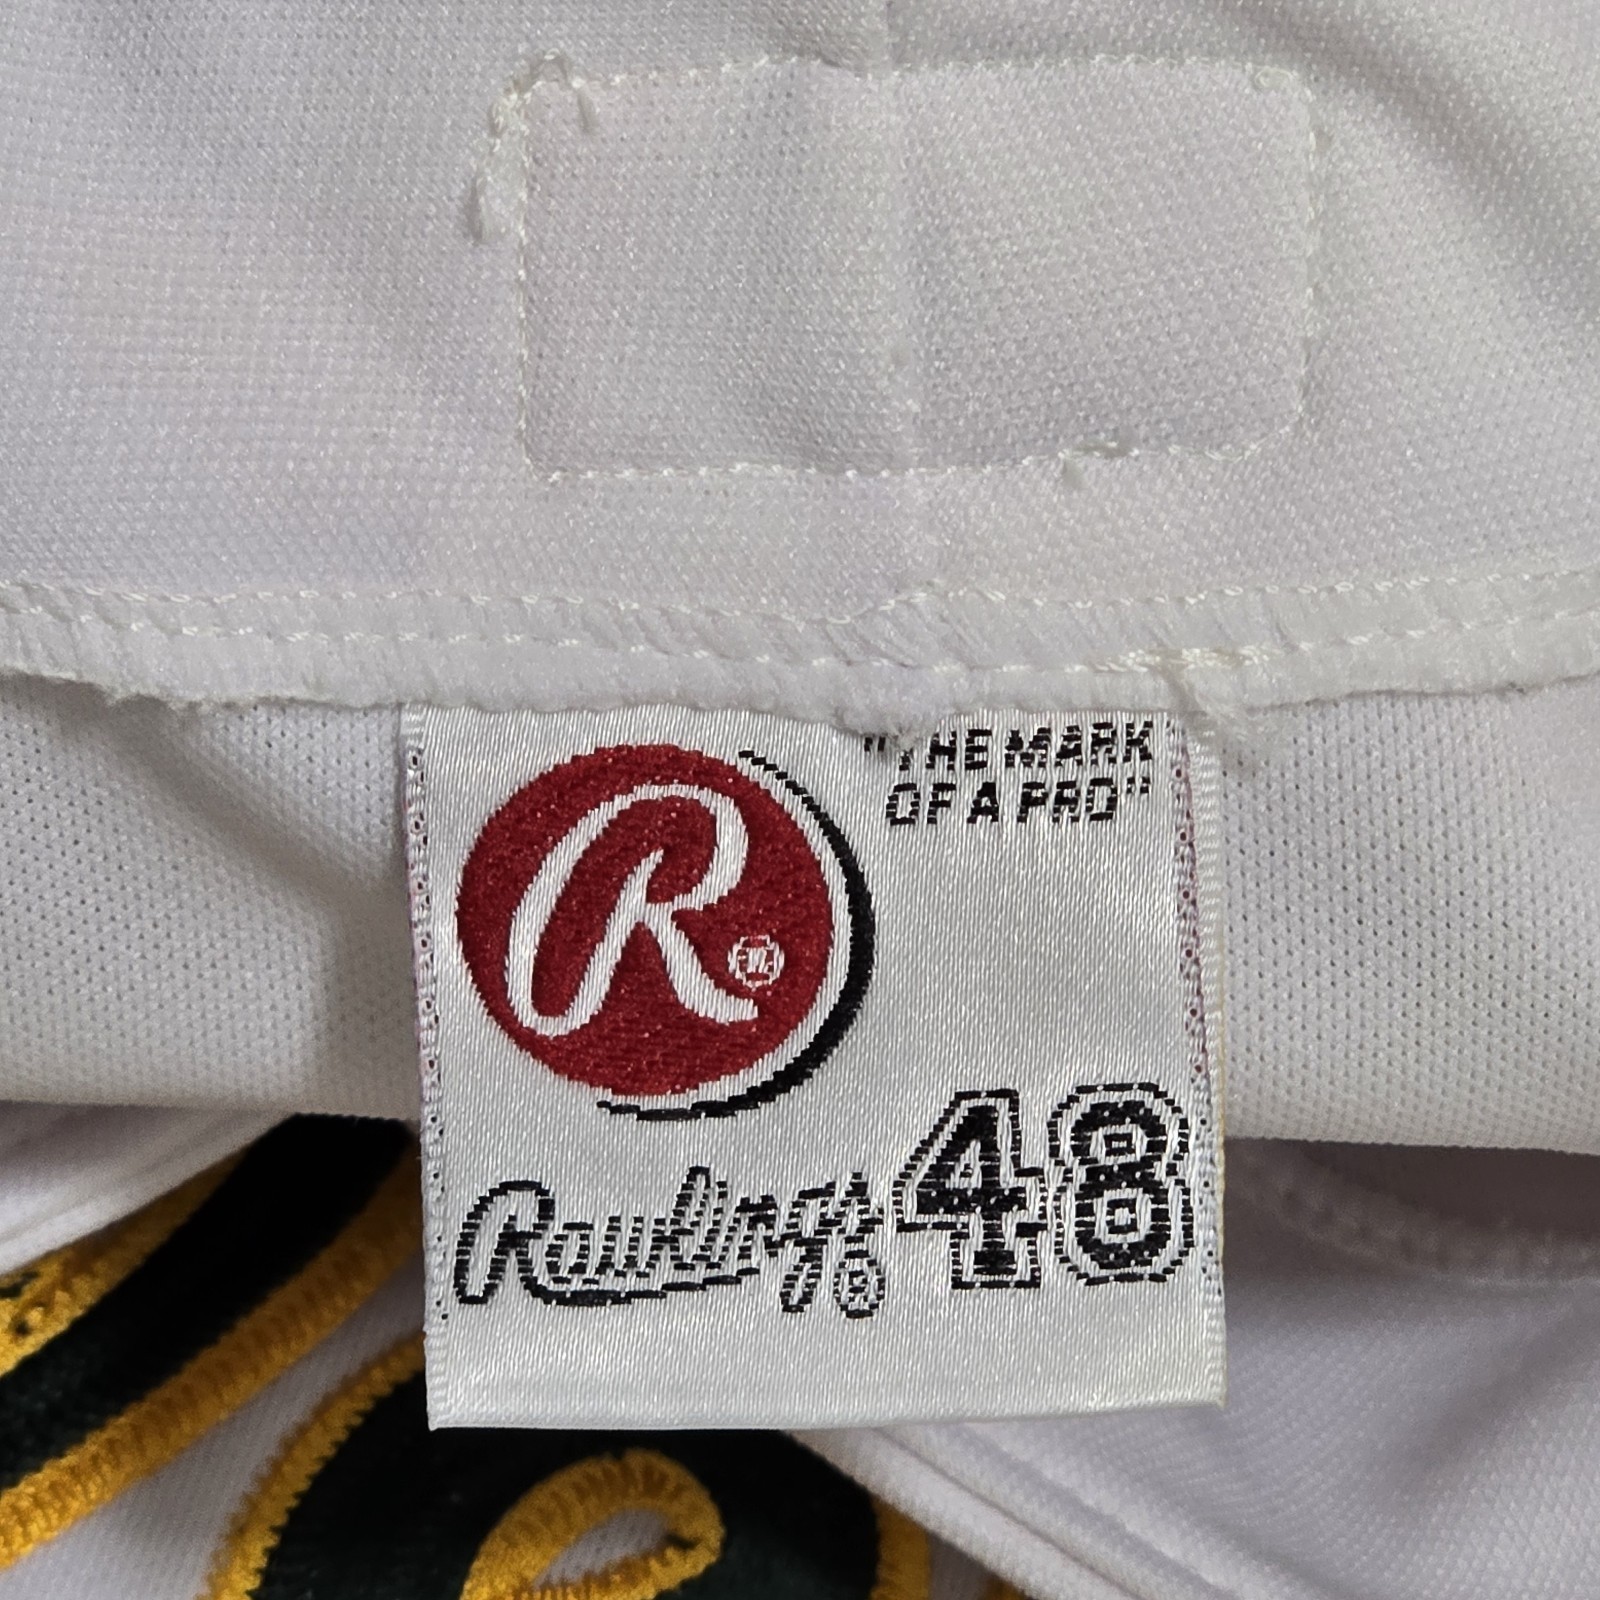 "THE MARK
OF A PRO"
R®
Rawlings® 48